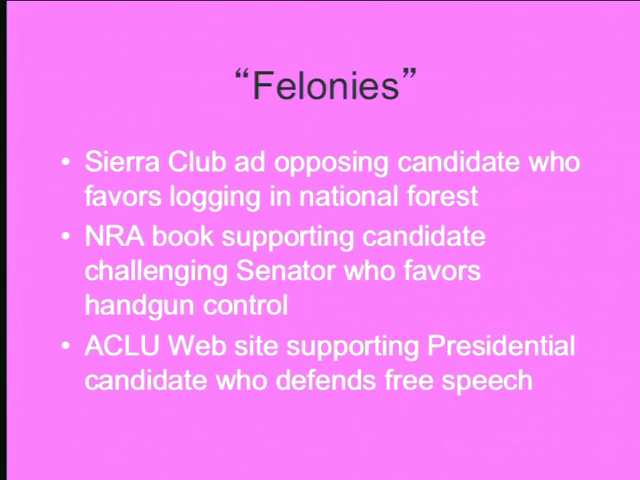 “Felonies”
• Sierra Club ad opposing candidate who
favors logging in national forest
• NRA book supporting candidate
challenging Senator who favors
handgun control
• ACLU Web site supporting Presidential
candidate who defends free speech